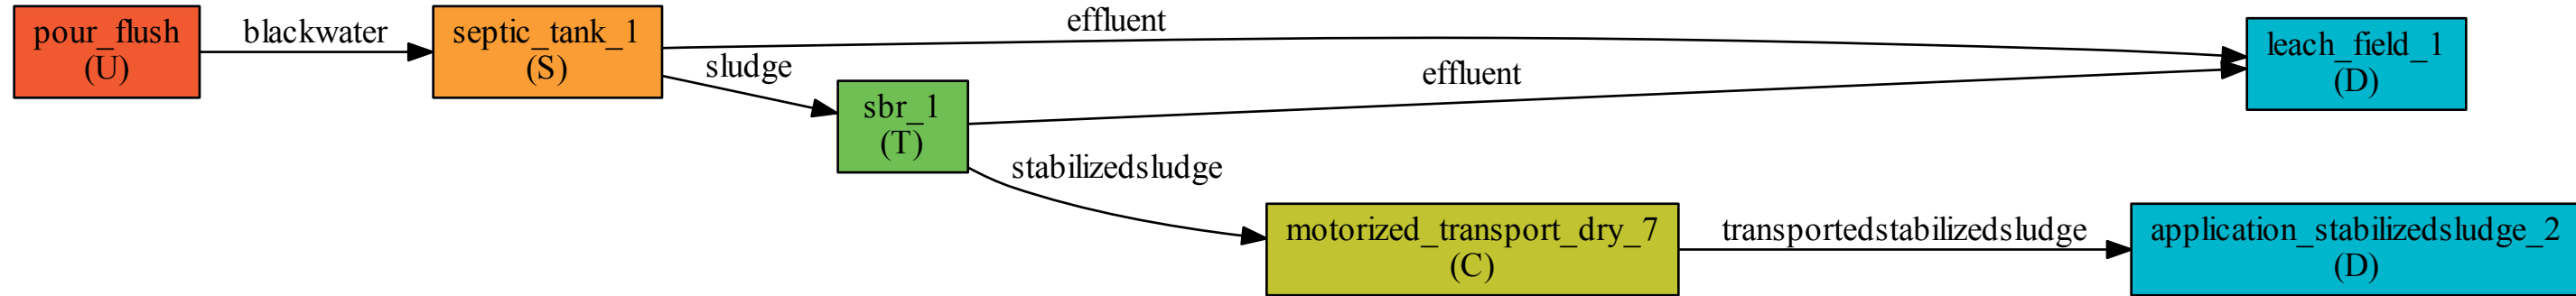 pour_flush
(U)
blackwater
septic_tank_1
(S)
effluent
sludge
sbr_1
(T)
effluent
leach_field_1
(D)
stabilizedsludge
motorized_transport_dry_7
(C)
transportedstabilizedsludge
application_stabilizedsludge_2
(D)